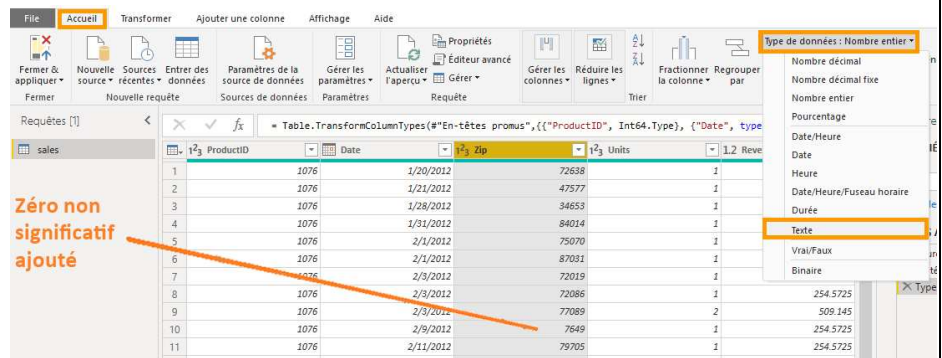 File Accueil Transformer Ajouter une colonne Affichage Aide
Fermer & appliquer
Nouvelle source
Sources récentes
Entrer des données
Paramètres de la source de données
Gérer les paramètres
Actualiser l'aperçu
Propriétés
Éditeur avancé
Gérer
Gérer les colonnes
Réduire les lignes
Fractionner la colonne
Regrouper par
Type de données : Nombre entier
Fermer Nouvelle requête Sources de données Paramètres Requête Trier
Nombre décimal
Nombre décimal fixe
Nombre entier
Pourcentage
Date/Heure
Date
Heure
Date/Heure/Fuseau horaire
Durée
Texte
Vrai/Faux
Binaire
Requêtes [1]
sales
fx = Table.TransformColumnTypes(#"En-têtes promus",{{"ProductID", Int64.Type}, {"Date", type
1²3 ProductID Date 1²3 Zip 1²3 Units 1.2 Reve
1 1076 1/20/2012 72638 1
2 1076 1/21/2012 47577 1
3 1076 1/28/2012 34653 1
4 1076 1/31/2012 84014 1
5 1076 2/1/2012 75070 1
6 1076 2/1/2012 87031 1
7 1076 2/3/2012 72019 1
8 1076 2/3/2012 72086 1 254.5725
9 1076 2/3/2012 77089 2 509.145
10 1076 2/9/2012 7649 1 254.5725
11 1076 2/11/2012 79705 1 254.5725
Zéro non
significatif
ajouté
Type